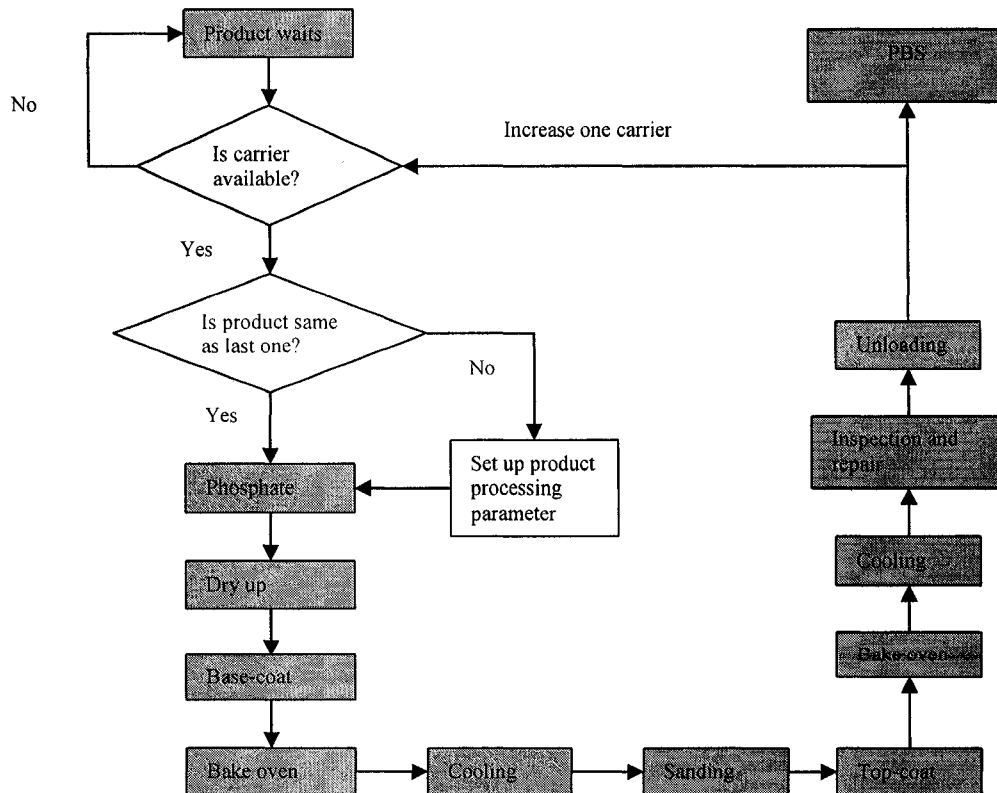 Product waits
PBS
No
Increase one carrier
Is carrier
available?
Yes
Is product same
as last one?
No
Unloading
Yes
Inspection and
repair
Set up product
processing
parameter
Phosphate
Cooling
Dry up
Bake oven
Base-coat
Bake oven
Cooling
Sanding
Top-coat